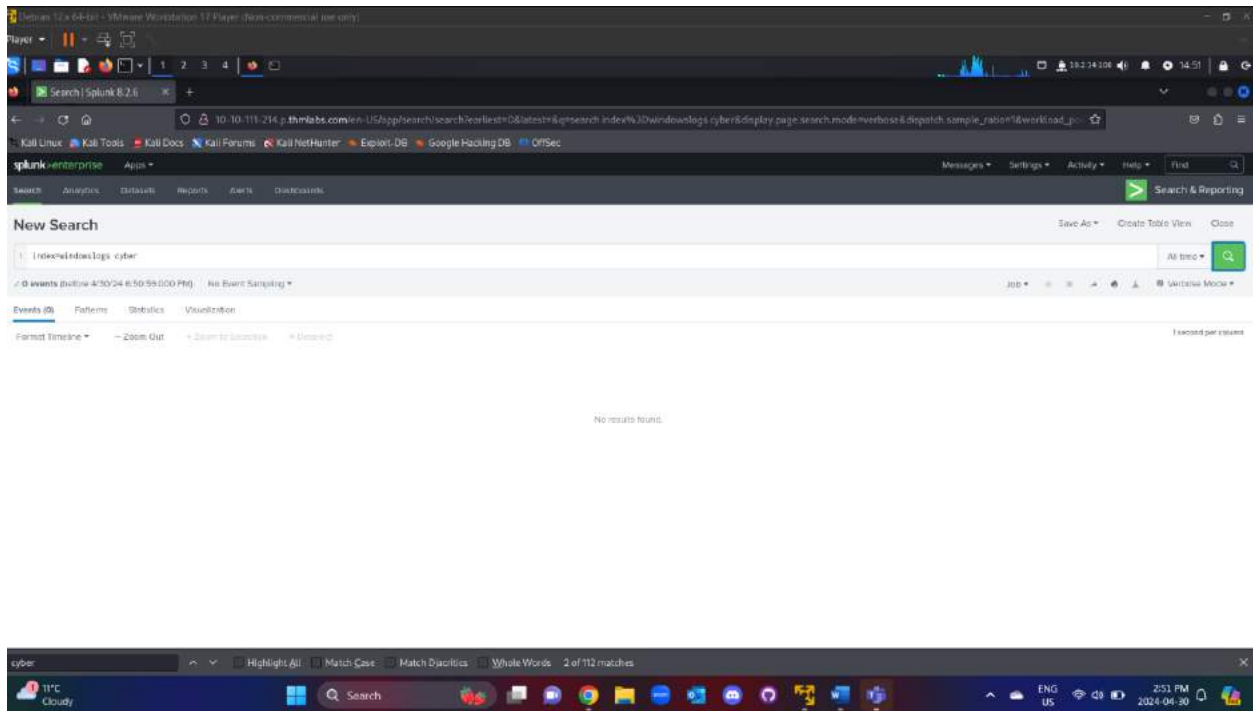 Debian 12.x 64-bit - VMware Workstation 17 Player (Non-commercial use only)
Player
1 2 3 4 14:51
Search | Splunk 8.2.6
10-10-111-214.p.thmlabs.com/en-US/app/search/search?earliest=0&latest=&q=search index%3Dwindowslogs cyber&display.page.search.mode=verbose&dispatch.sample_ratio=1&workload_po
Kali Linux Kali Tools Kali Docs Kali Forums Kali NetHunter Exploit-DB Google Hacking DB OffSec
splunk>enterprise Apps Messages Settings Activity Help Find
Search Analytics Datasets Reports Alerts Dashboards Search & Reporting
New Search Save As Create Table View Close
1 index=windowslogs cyber All time
0 events (before 4/30/24 6:50:59.000 PM) No Event Sampling Job Verbose Mode
Events (0) Patterns Statistics Visualization
Format Timeline – Zoom Out + Zoom to Selection × Deselect 1 second per column
No results found.
cyber Highlight All Match Case Match Diacritics Whole Words 2 of 112 matches
11°C Search ENG 2:51 PM
Cloudy US 2024-04-30